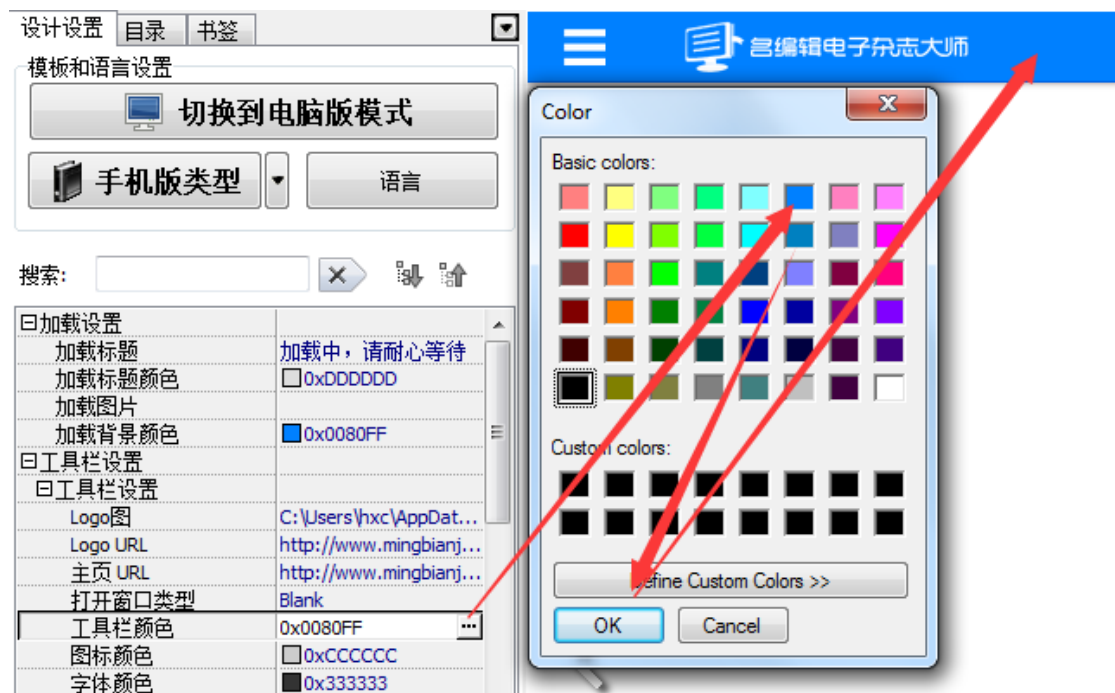 设计设置 目录 书签
模板和语言设置
切换到电脑版模式
手机版类型 语言
搜索:
加载设置
加载标题 加载中，请耐心等待
加载标题颜色 0xDDDDDD
加载图片
加载背景颜色 0x0080FF
工具栏设置
工具栏设置
Logo图 C:\Users\hxc\AppDat...
Logo URL http://www.mingbianj...
主页 URL http://www.mingbianj...
打开窗口类型 Blank
工具栏颜色 0x0080FF ...
图标颜色 0xCCCCCC
字体颜色 0x333333
名编辑电子杂志大师
Color
Basic colors:
Custom colors:
Define Custom Colors >>
OK Cancel